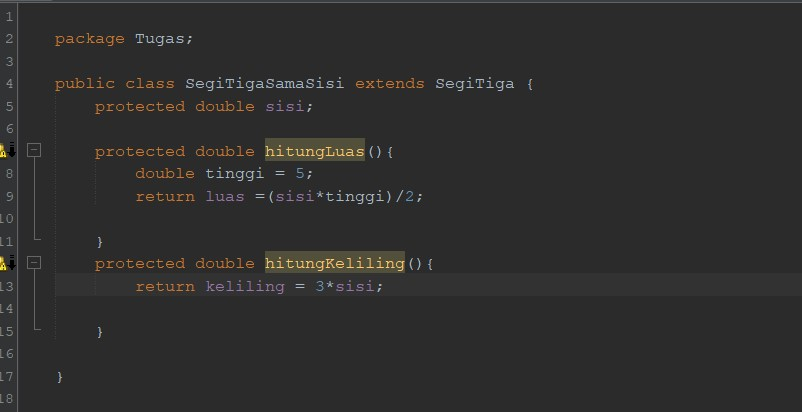 1
2 package Tugas;
3
4 public class SegiTigaSamaSisi extends SegiTiga {
5 protected double sisi;
6
protected double hitungLuas(){
8 double tinggi = 5;
9 return luas =(sisi*tinggi)/2;
10
11 }
protected double hitungKeliling(){
13 return keliling = 3*sisi;
14
15 }
16
17 }
18